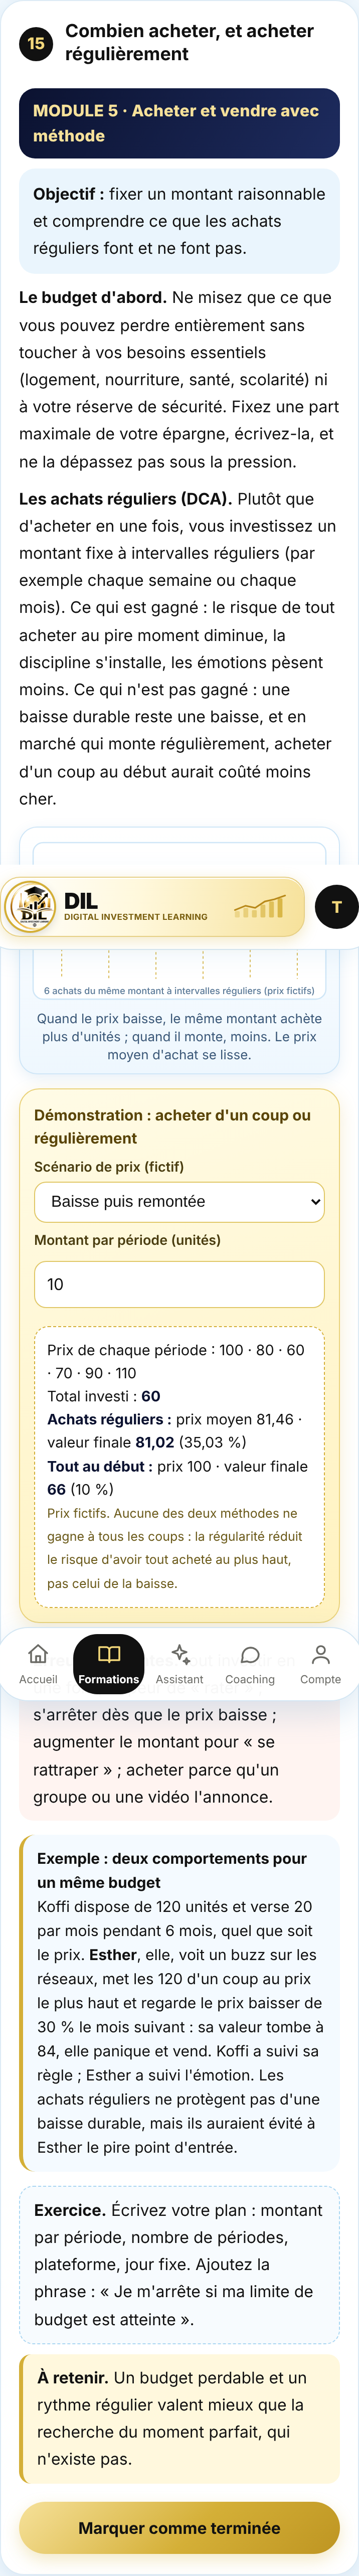 15
Combien acheter, et acheter
régulièrement
MODULE 5 · Acheter et vendre avec
méthode
Objectif : fixer un montant raisonnable
et comprendre ce que les achats
réguliers font et ne font pas.
Le budget d'abord. Ne misez que ce que
vous pouvez perdre entièrement sans
toucher à vos besoins essentiels
(logement, nourriture, santé, scolarité) ni
à votre réserve de sécurité. Fixez une part
maximale de votre épargne, écrivez-la, et
ne la dépassez pas sous la pression.
Les achats réguliers (DCA). Plutôt que
d'acheter en une fois, vous investissez un
montant fixe à intervalles réguliers (par
exemple chaque semaine ou chaque
mois). Ce qui est gagné : le risque de tout
acheter au pire moment diminue, la
discipline s'installe, les émotions pèsent
moins. Ce qui n'est pas gagné : une
baisse durable reste une baisse, et en
marché qui monte régulièrement, acheter
d'un coup au début aurait coûté moins
cher.
DIL
DIL
DIGITAL INVESTMENT LEARNING
T
6 achats du même montant à intervalles réguliers (prix fictifs)
Quand le prix baisse, le même montant achète
plus d'unités ; quand il monte, moins. Le prix
moyen d'achat se lisse.
Démonstration : acheter d'un coup ou
régulièrement
Scénario de prix (fictif)
Baisse puis remontée
Montant par période (unités)
10
Prix de chaque période : 100 · 80 · 60
· 70 · 90 · 110
Total investi : 60
Achats réguliers : prix moyen 81,46 ·
valeur finale 81,02 (35,03 %)
Tout au début : prix 100 · valeur finale
66 (10 %)
Prix fictifs. Aucune des deux méthodes ne
gagne à tous les coups : la régularité réduit
le risque d'avoir tout acheté au plus haut,
pas celui de la baisse.
Accueil
Formations
Assistant
Coaching
Compte
s'arrêter dès que le prix baisse ;
augmenter le montant pour « se
rattraper » ; acheter parce qu'un
groupe ou une vidéo l'annonce.
Exemple : deux comportements pour
un même budget
Koffi dispose de 120 unités et verse 20
par mois pendant 6 mois, quel que soit
le prix. Esther, elle, voit un buzz sur les
réseaux, met les 120 d'un coup au prix
le plus haut et regarde le prix baisser de
30 % le mois suivant : sa valeur tombe à
84, elle panique et vend. Koffi a suivi sa
règle ; Esther a suivi l'émotion. Les
achats réguliers ne protègent pas d'une
baisse durable, mais ils auraient évité à
Esther le pire point d'entrée.
Exercice. Écrivez votre plan : montant
par période, nombre de périodes,
plateforme, jour fixe. Ajoutez la
phrase : « Je m'arrête si ma limite de
budget est atteinte ».
À retenir. Un budget perdable et un
rythme régulier valent mieux que la
recherche du moment parfait, qui
n'existe pas.
Marquer comme terminée